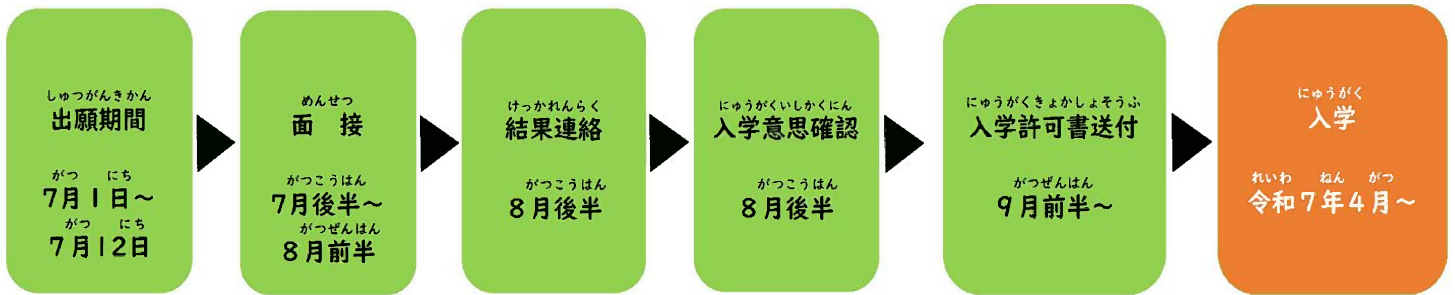 しゅつがんきかん
出願期間
がつ にち
7月1日～
がつ にち
7月12日
めんせつ
面 接
がつこうはん
7月後半～
がつぜんはん
8月前半
けっかれんらく
結果連絡
がつこうはん
8月後半
にゅうがくいしかくにん
入学意思確認
がつこうはん
8月後半
にゅうがくきょかしょそうふ
入学許可書送付
がつぜんはん
9月前半～
にゅうがく
入学
れいわ ねん がつ
令和7年4月～